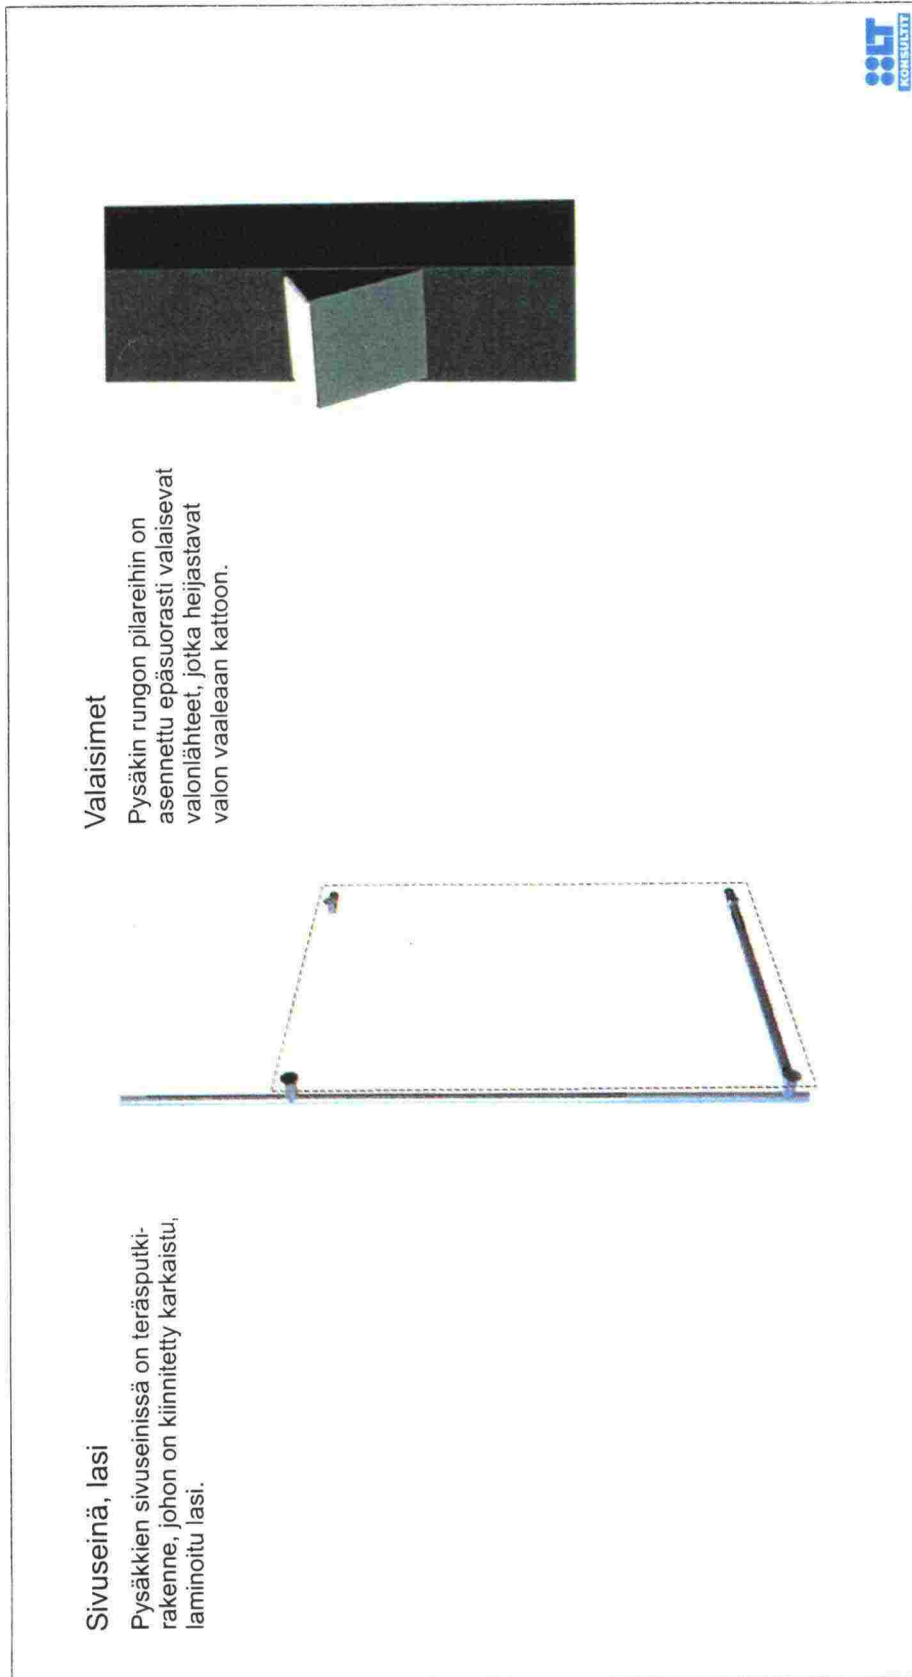 Sivuseinä, lasi
Pysäkkien sivuseinissä on teräsputki-
rakenne, johon on kiinnitetty karkaistu,
laminoitu lasi.
Valaisimet
Pysäkin rungon pilareihin on
asennettu epäsuorasti valaisevat
valonlähteet, jotka heijastavat
valon vaaleaan kattoon.
LT
KONSULTIT